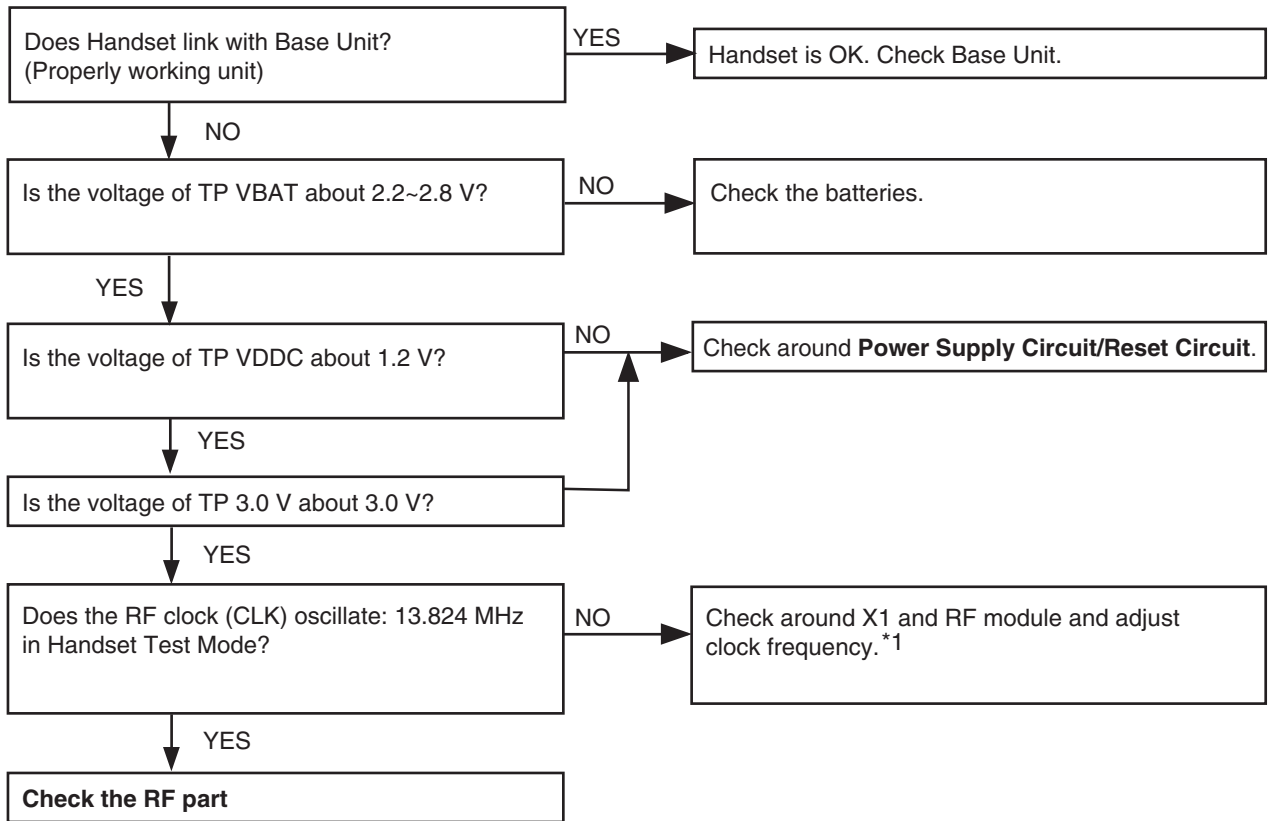 Does Handset link with Base Unit?
(Properly working unit)
YES
Handset is OK. Check Base Unit.
NO
Is the voltage of TP VBAT about 2.2~2.8 V?
NO
Check the batteries.
YES
Is the voltage of TP VDDC about 1.2 V?
NO
Check around Power Supply Circuit/Reset Circuit.
YES
Is the voltage of TP 3.0 V about 3.0 V?
YES
Does the RF clock (CLK) oscillate: 13.824 MHz
in Handset Test Mode?
NO
Check around X1 and RF module and adjust
clock frequency.*1
YES
Check the RF part